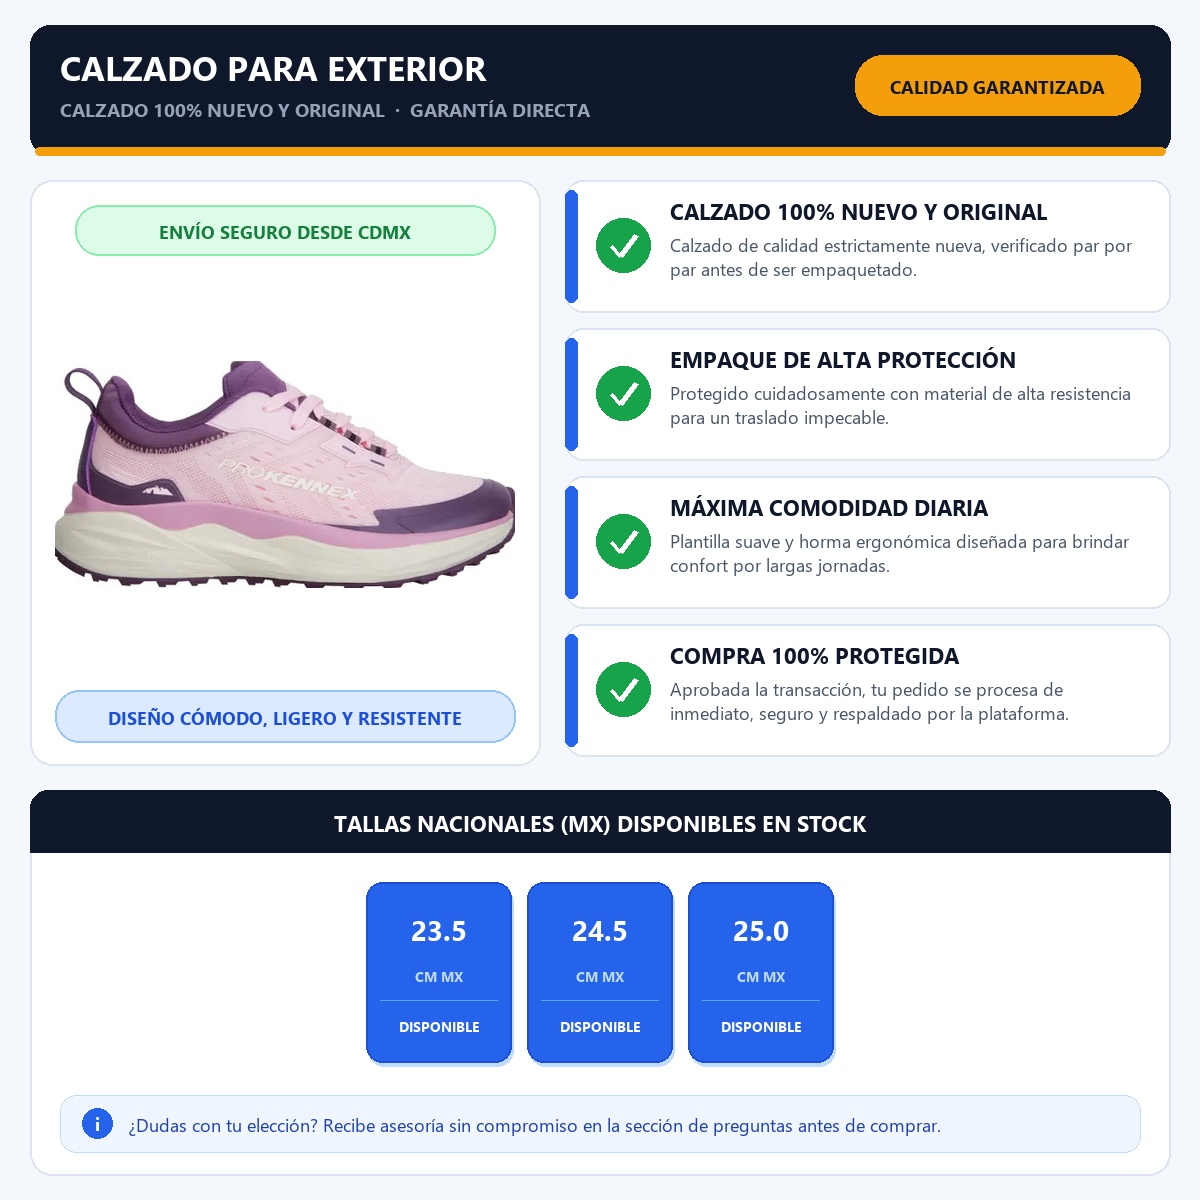 CALZADO PARA EXTERIOR
CALZADO 100% NUEVO Y ORIGINAL · GARANTÍA DIRECTA
CALIDAD GARANTIZADA
ENVÍO SEGURO DESDE CDMX
PROKENNEX
DISEÑO CÓMODO, LIGERO Y RESISTENTE
CALZADO 100% NUEVO Y ORIGINAL
Calzado de calidad estrictamente nueva, verificado par por
par antes de ser empaquetado.
EMPAQUE DE ALTA PROTECCIÓN
Protegido cuidadosamente con material de alta resistencia
para un traslado impecable.
MÁXIMA COMODIDAD DIARIA
Plantilla suave y horma ergonómica diseñada para brindar
confort por largas jornadas.
COMPRA 100% PROTEGIDA
Aprobada la transacción, tu pedido se procesa de
inmediato, seguro y respaldado por la plataforma.
TALLAS NACIONALES (MX) DISPONIBLES EN STOCK
23.5
CM MX
DISPONIBLE
24.5
CM MX
DISPONIBLE
25.0
CM MX
DISPONIBLE
¿Dudas con tu elección? Recibe asesoría sin compromiso en la sección de preguntas antes de comprar.